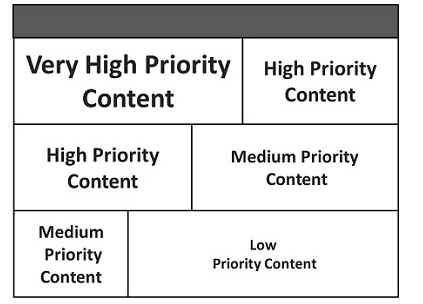 Very High Priority
Content
High Priority
Content
High Priority
Content
Medium Priority
Content
Medium
Priority
Content
Low
Priority Content